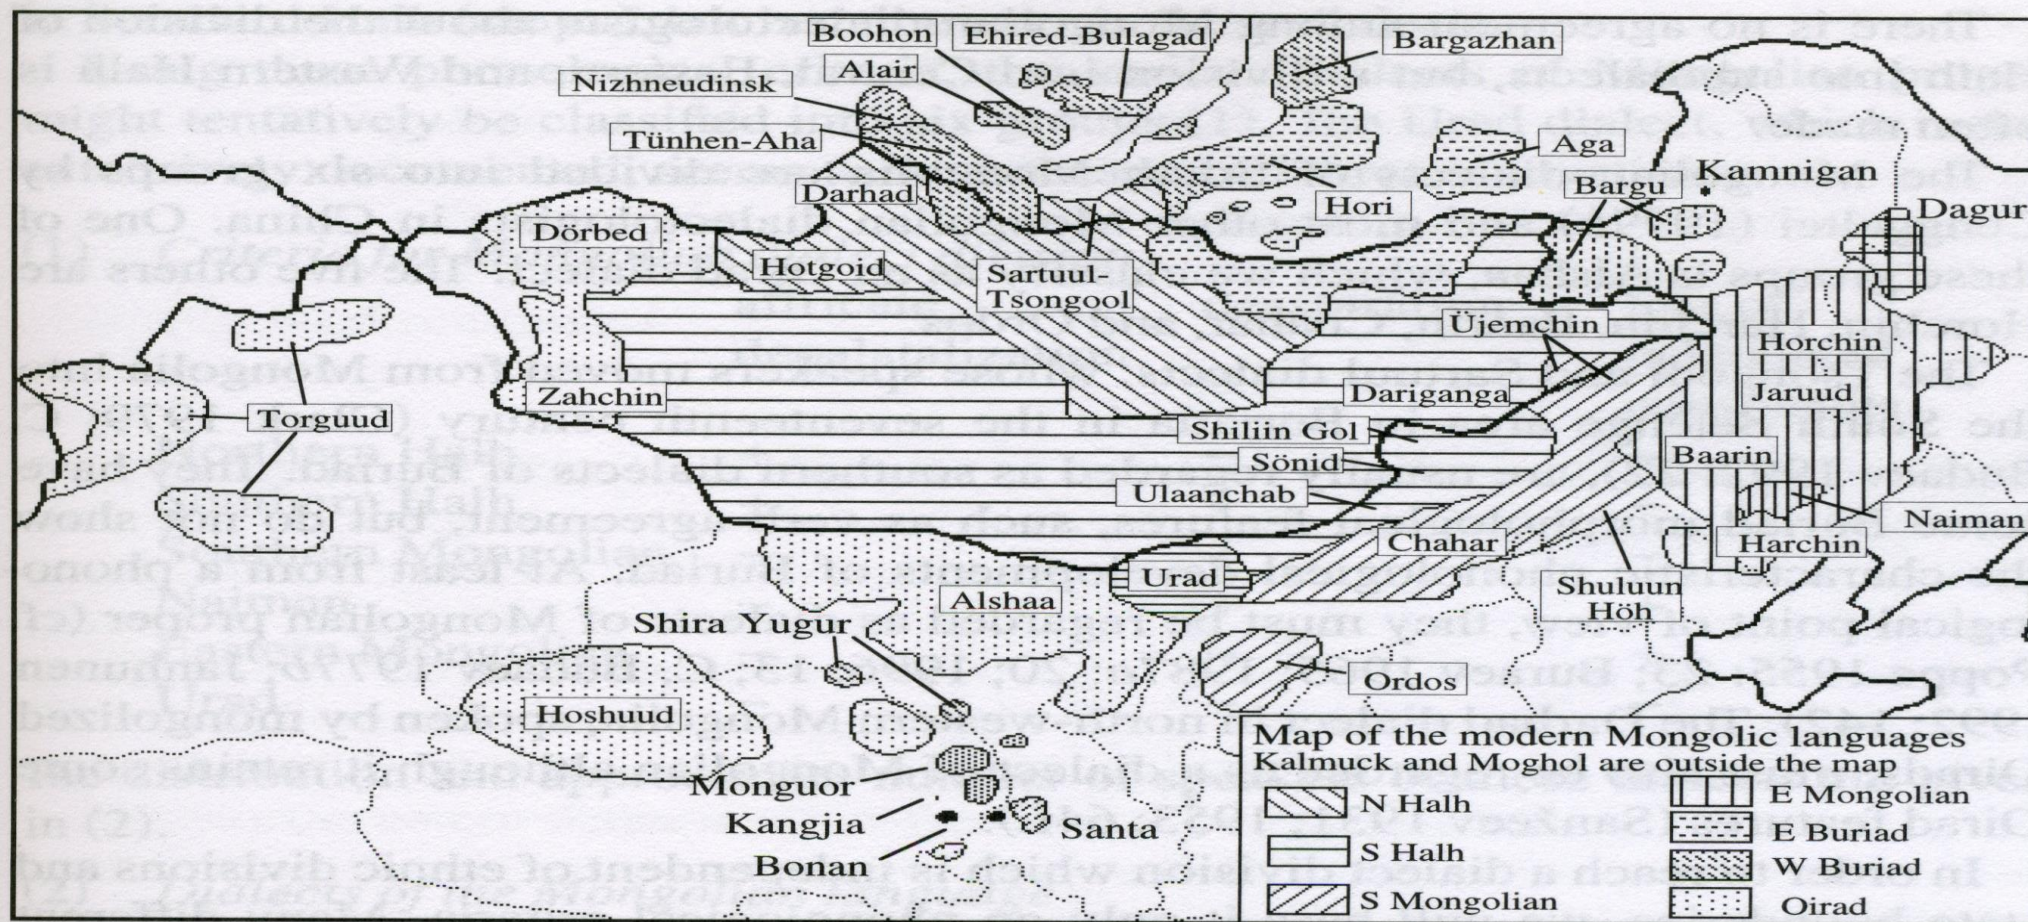 Boohon
Ehired-Bulagad
Bargazhan
Alair
Nizhneudinsk
Tünhen-Aha
Aga
Kamnigan
Darhad
Bargu
Hori
Dagur
Dörbed
Hotgoid
Sartuul-
Tsongool
Üjemchin
Horchin
Zahchin
Dariganga
Jaruud
Torguud
Shiliin Gol
Sönid
Baarin
Ulaanchab
Naiman
Chahar
Harchin
Urad
Alshaa
Shuluun
Höh
Shira Yugur
Ordos
Hoshuud
Map of the modern Mongolic languages
Kalmuck and Moghol are outside the map
Monguor
N Halh
E Mongolian
Kangjia
Santa
E Buriad
S Halh
Bonan
W Buriad
S Mongolian
Oirad